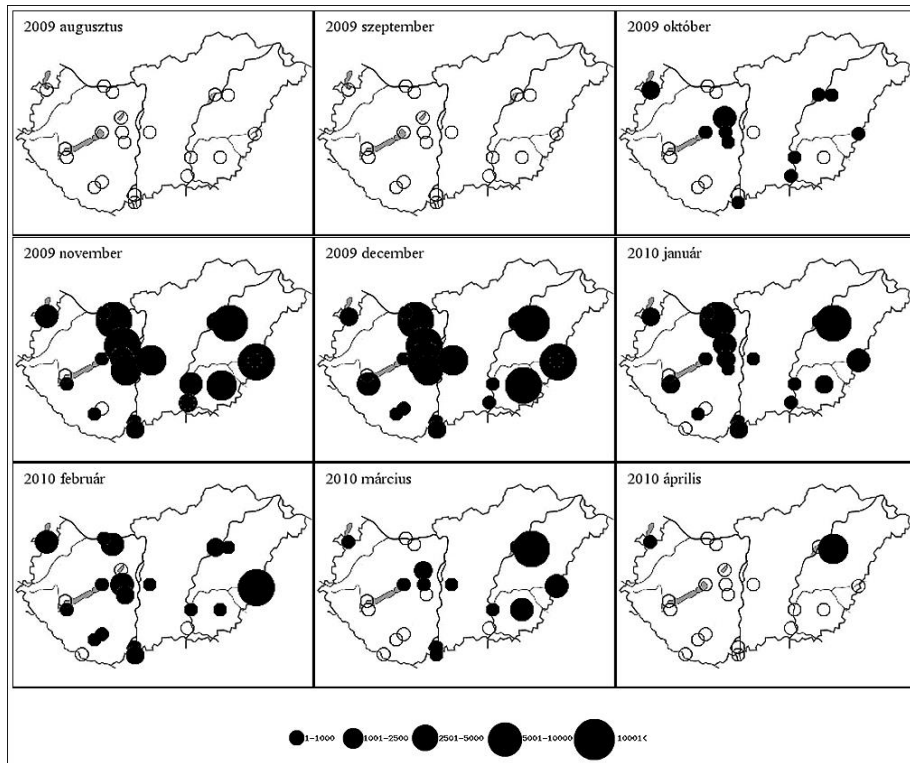 2009 augusztus
2009 szeptember
2009 október
2009 november
2009 december
2010 január
2010 február
2010 március
2010 április
1-1000 1001-2500 2501-5000 5001-10000 10001<